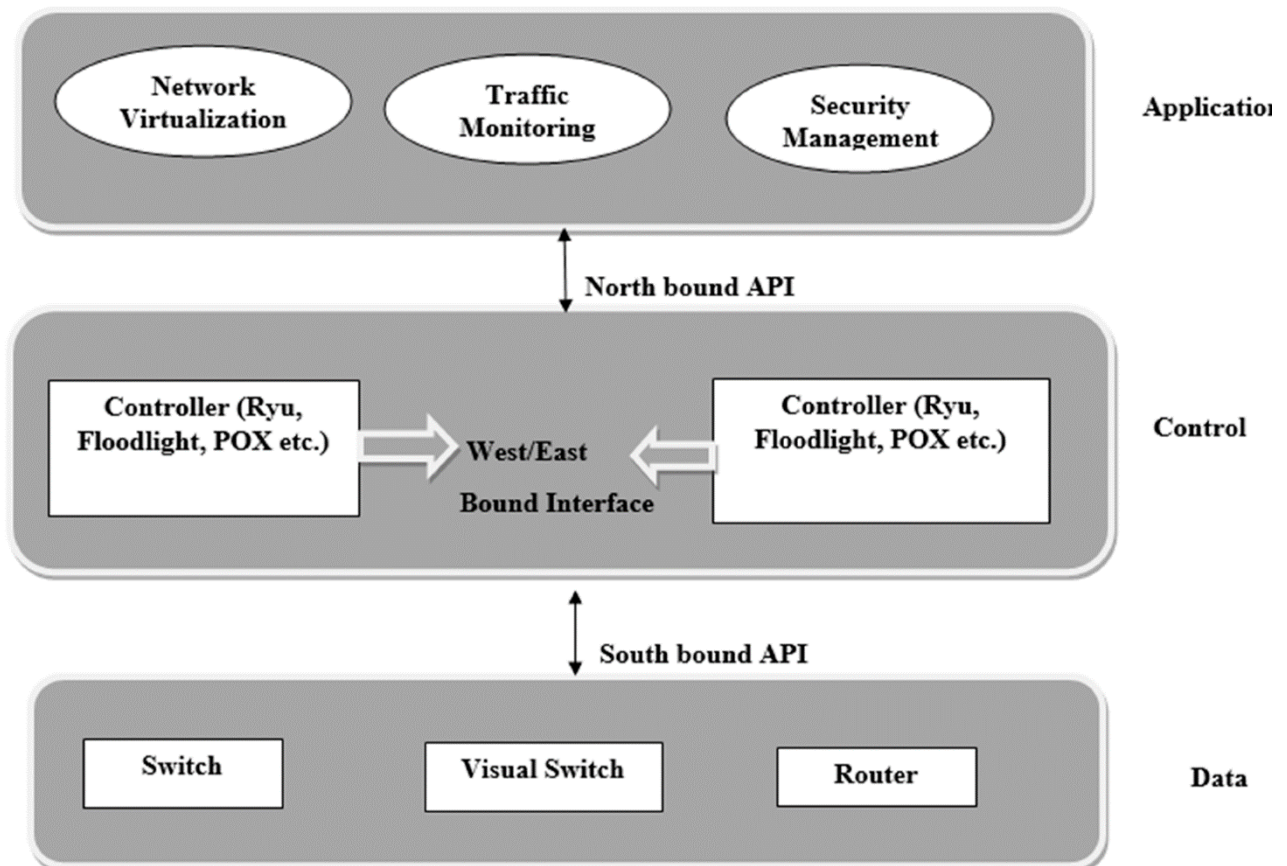 Network
Virtualization
Traffic
Monitoring
Security
Management
Application
North bound API
Controller (Ryu,
Floodlight, POX etc.)
West/East
Bound Interface
Controller (Ryu,
Floodlight, POX etc.)
Control
South bound API
Switch
Visual Switch
Router
Data